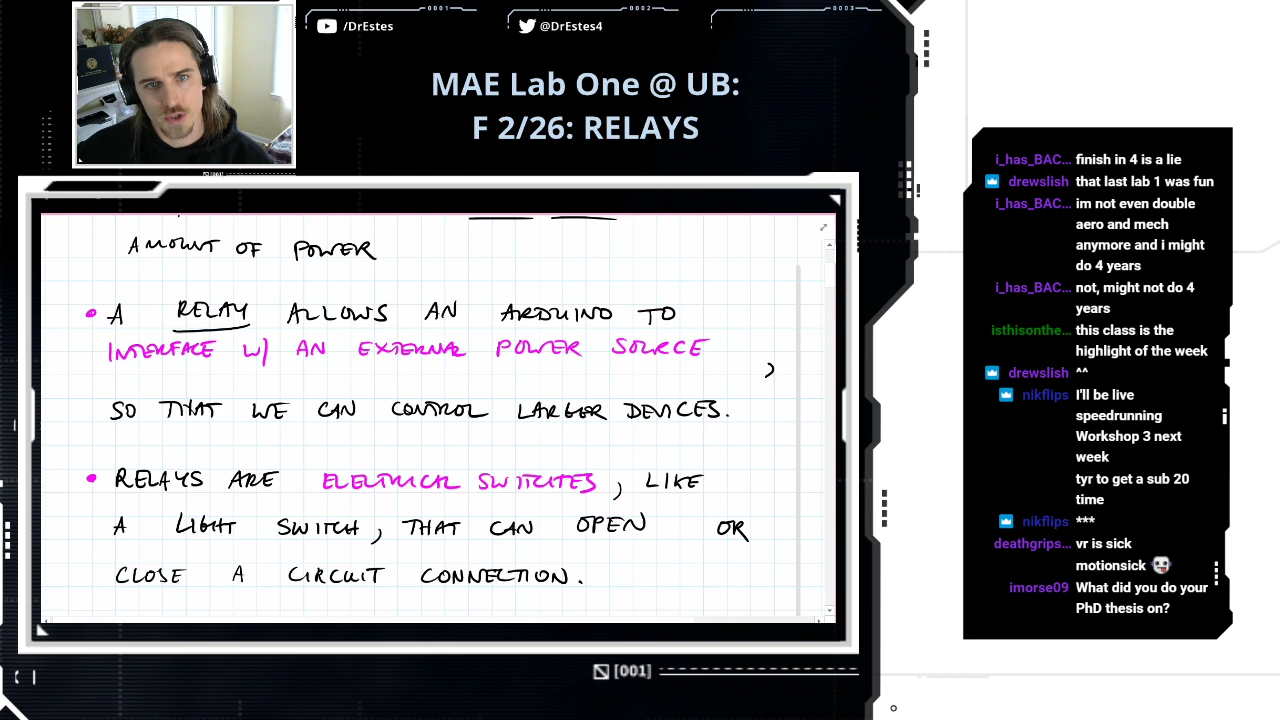 0001
0002
0003
/DrEstes
@DrEstes4
MAE Lab One @ UB:
F 2/26: RELAYS
[001]
AMOUNT OF POWER
• A RELAY ALLOWS AN ARDUINO TO
INTERFACE W/ AN EXTERNAL POWER SOURCE
,
SO THAT WE CAN CONTROL LARGER DEVICES.
• RELAYS ARE ELECTRICAL SWITCHES, LIKE
A LIGHT SWITCH, THAT CAN OPEN OR
CLOSE A CIRCUIT CONNECTION.
[001]
i_has_BAC... finish in 4 is a lie
drewslish that last lab 1 was fun
i_has_BAC... im not even double
aero and mech
anymore and i might
do 4 years
i_has_BAC... not, might not do 4
years
isthisonthe... this class is the
highlight of the week
drewslish ^^
nikflips I'll be live
speedrunning
Workshop 3 next
week
tyr to get a sub 20
time
nikflips ***
deathgrips... vr is sick
motionsick
imorse09 What did you do your
PhD thesis on?